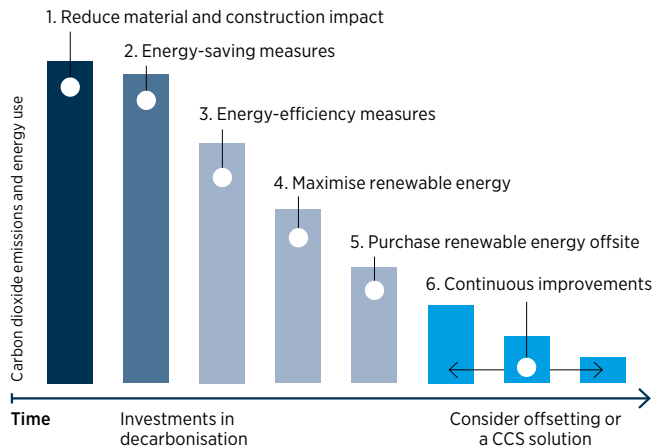 1. Reduce material and construction impact
2. Energy-saving measures
3. Energy-efficiency measures
4. Maximise renewable energy
5. Purchase renewable energy offsite
6. Continuous improvements
Carbon dioxide emissions and energy use
Time
Investments in
decarbonisation
Consider offsetting or
a CCS solution